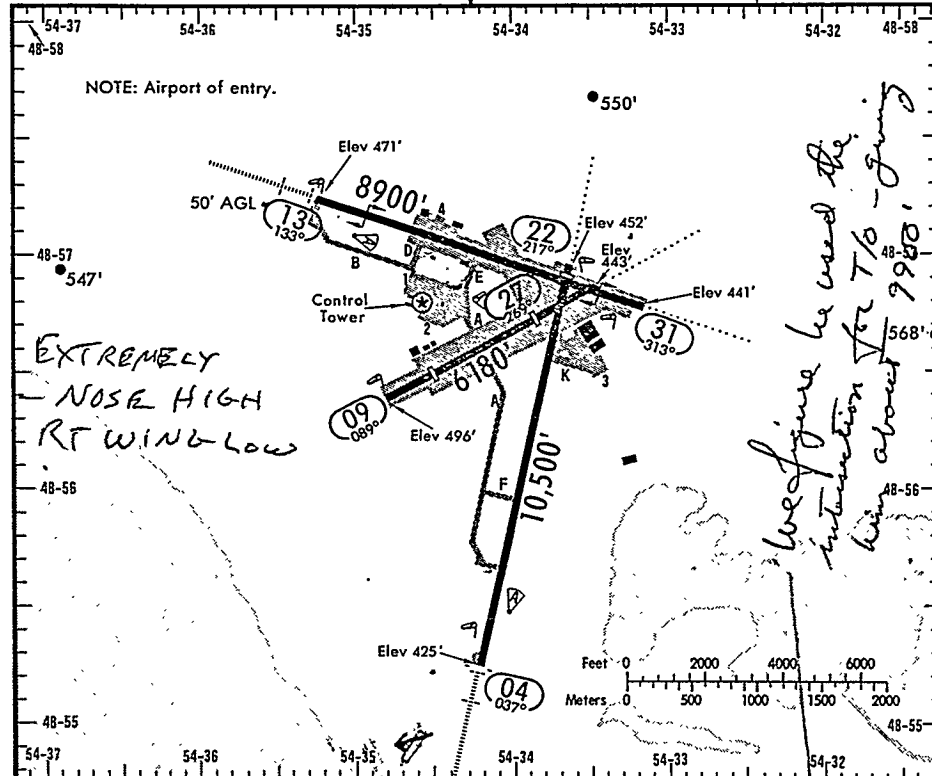 54-37
54-36
54-35
54-34
54-33
54-32
48-58
48-58
NOTE: Airport of entry.
550'
Elev 471'
8900'
50' AGL
13
133°
4
22
217°
Elev 452'
Elev
443'
48-57
547'
D
B
E
27
269°
Control
Tower
2
A
Elev 441'
31
313°
K
3
6180'
568'
09
089°
Elev 496'
A
EXTREMELY
- NOSE HIGH
RT WING LOW
We figure he used the
intersection for T/O - giving
him about 9900'
48-56
48-56
F
10,500'
A
Elev 425'
04
037°
Feet 0 2000 4000 6000
Meters 0 500 1000 1500 2000
48-55
48-55
54-37
54-36
54-35
54-34
54-33
54-32